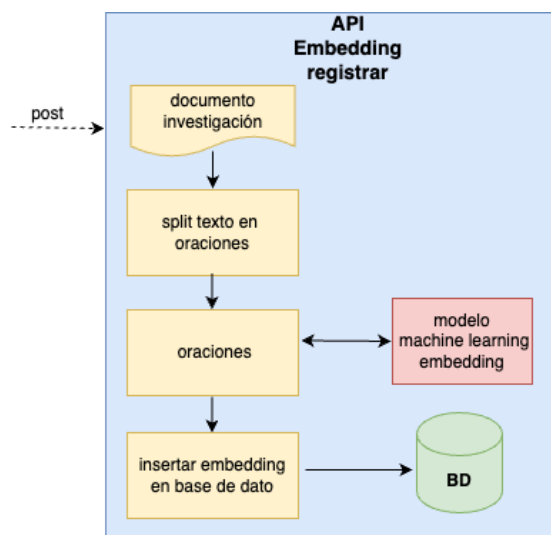 API
Embedding
registrar
post
documento
investigación
split texto en
oraciones
oraciones
modelo
machine learning
embedding
insertar embedding
en base de dato
BD